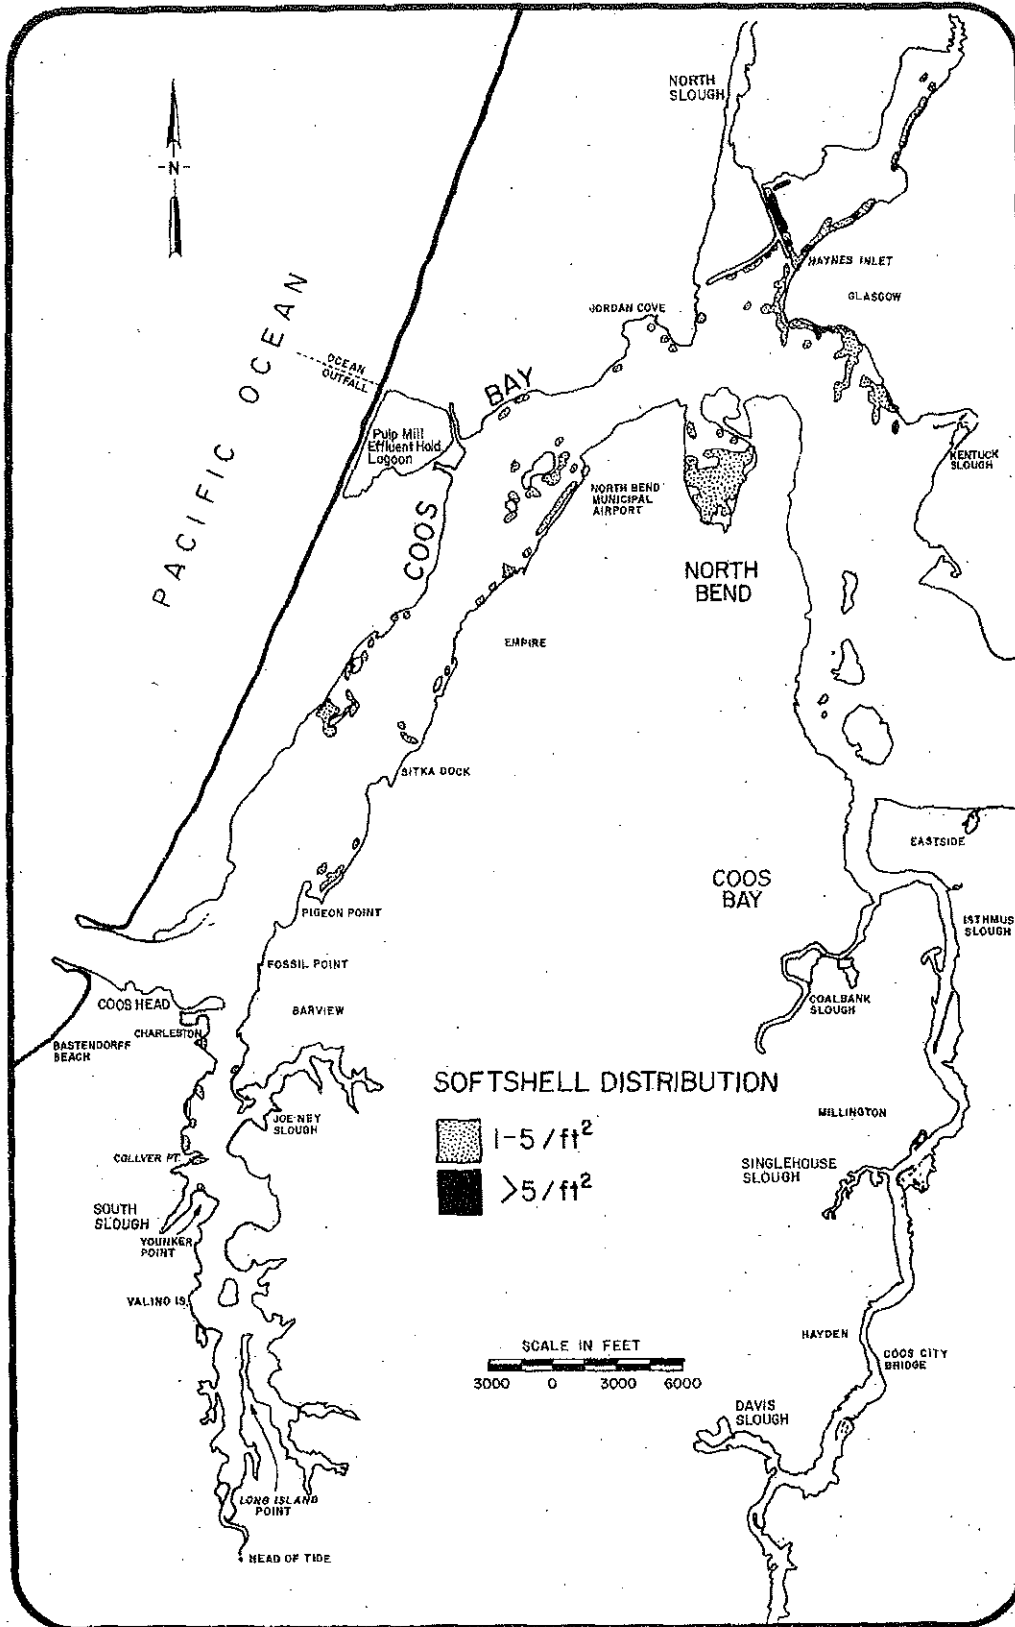 NORTH
SLOUGH
N
HAYNES INLET
GLASGOW
JORDAN COVE
PACIFIC OCEAN
OCEAN
OUTFALL
COOS BAY
Pulp Mill
Effluent Hold.
Lagoon
KENTUCK
SLOUGH
NORTH BEND
MUNICIPAL
AIRPORT
NORTH
BEND
EMPIRE
SITKA DOCK
EASTSIDE
COOS
BAY
PIGEON POINT
ISTHMUS
SLOUGH
FOSSIL POINT
COOS HEAD
BARVIEW
COALBANK
SLOUGH
CHARLESTON
BASTENDORFF
BEACH
SOFTSHELL DISTRIBUTION
1-5/ft²
>5/ft²
JOE NEY
SLOUGH
MILLINGTON
COLLVER PT.
SINGLEHOUSE
SLOUGH
SOUTH
SLOUGH
YOUNKER
POINT
VALINO IS.
HAYDEN
COOS CITY
BRIDGE
SCALE IN FEET
3000 0 3000 6000
DAVIS
SLOUGH
LONG ISLAND
POINT
HEAD OF TIDE